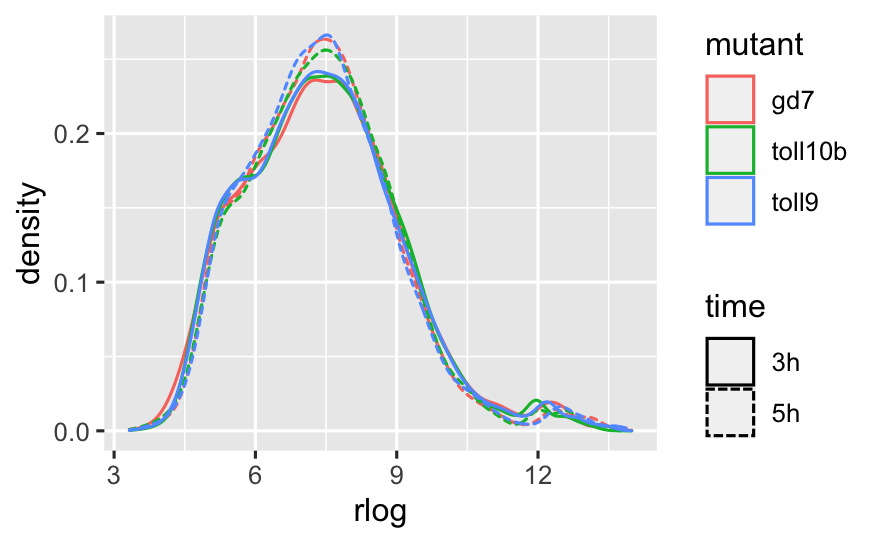 density
0.2
0.1
0.0
3 6 9 12
rlog
mutant
gd7
toll10b
toll9
time
3h
5h